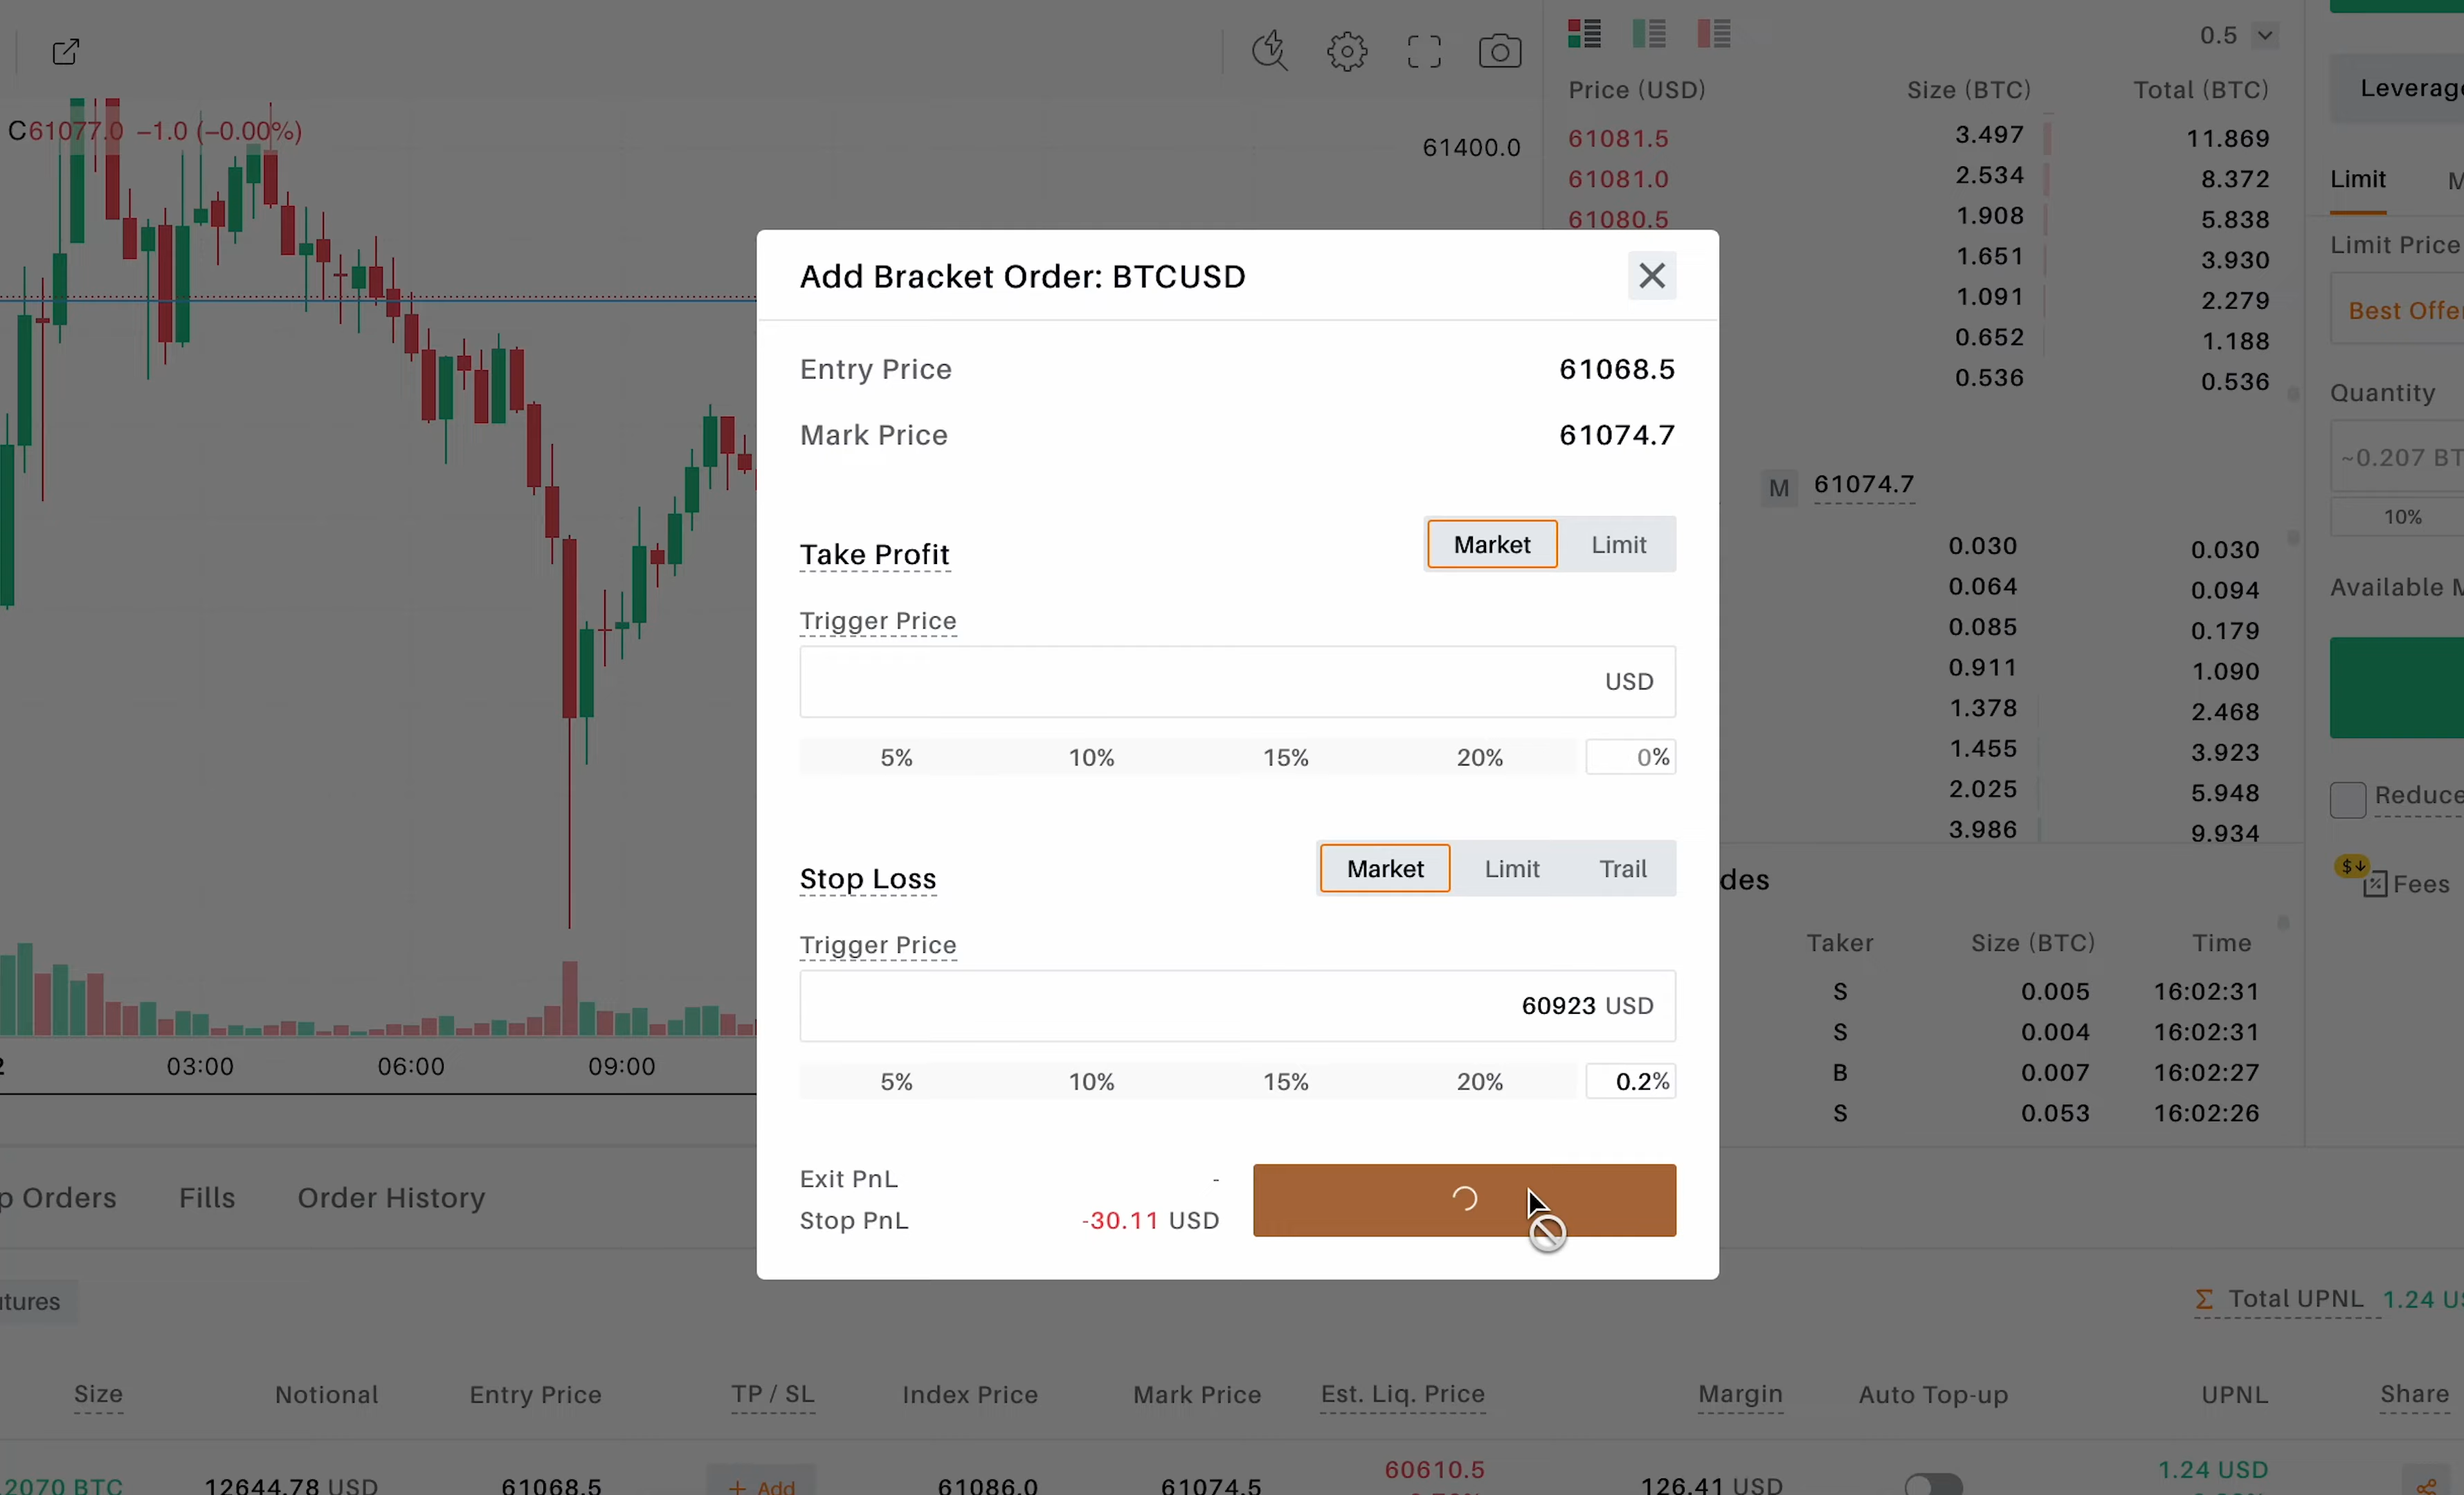 C61077.0 −1.0 (−0.00%)
61400.0
0.5
Price (USD) Size (BTC) Total (BTC)
61081.5 3.497 11.869
61081.0 2.534 8.372
61080.5 1.908 5.838
1.651 3.930
1.091 2.279
0.652 1.188
0.536 0.536
M 61074.7
0.030 0.030
0.064 0.094
0.085 0.179
0.911 1.090
1.378 2.468
1.455 3.923
2.025 5.948
3.986 9.934
des
Taker Size (BTC) Time
S 0.005 16:02:31
S 0.004 16:02:31
B 0.007 16:02:27
S 0.053 16:02:26
Leverag
Limit M
Limit Price
Best Offe
Quantity
~0.207 BT
10%
Available M
Reduce
Fees
Add Bracket Order: BTCUSD
Entry Price 61068.5
Mark Price 61074.7
Take Profit Market Limit
Trigger Price
USD
5% 10% 15% 20% 0%
Stop Loss Market Limit Trail
Trigger Price
60923 USD
5% 10% 15% 20% 0.2%
Exit PnL -
Stop PnL -30.11 USD
03:00 06:00 09:00
p Orders Fills Order History
utures
Σ Total UPNL 1.24 US
Size Notional Entry Price TP / SL Index Price Mark Price Est. Liq. Price Margin Auto Top-up UPNL Share
2070 BTC 12644.78 USD 61068.5 + Add 61086.0 61074.5 60610.5 126.41 USD 1.24 USD